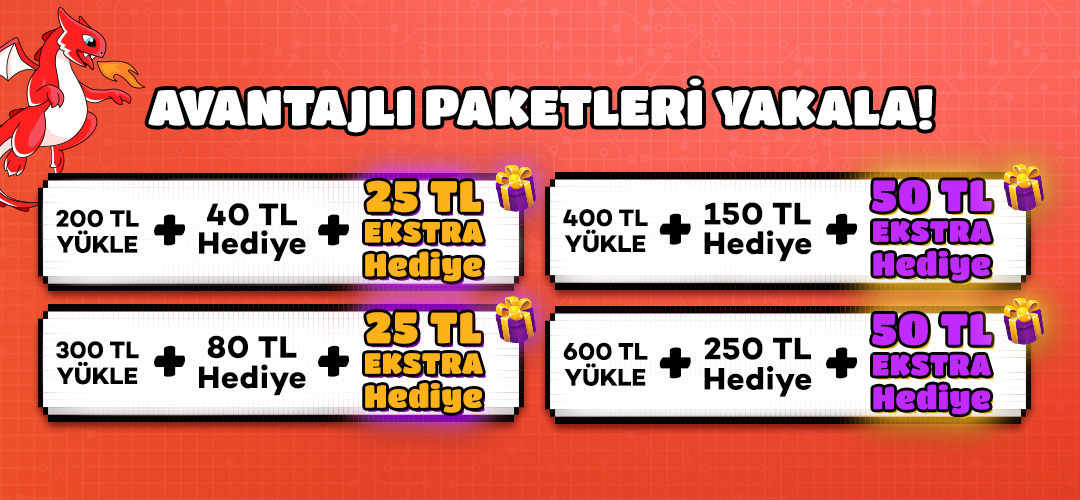 AVANTAJLI PAKETLERİ YAKALA!
200 TL
YÜKLE
+
40 TL
Hediye
+
25 TL
EKSTRA
Hediye
400 TL
YÜKLE
+
150 TL
Hediye
+
50 TL
EKSTRA
Hediye
300 TL
YÜKLE
+
80 TL
Hediye
+
25 TL
EKSTRA
Hediye
600 TL
YÜKLE
+
250 TL
Hediye
+
50 TL
EKSTRA
Hediye